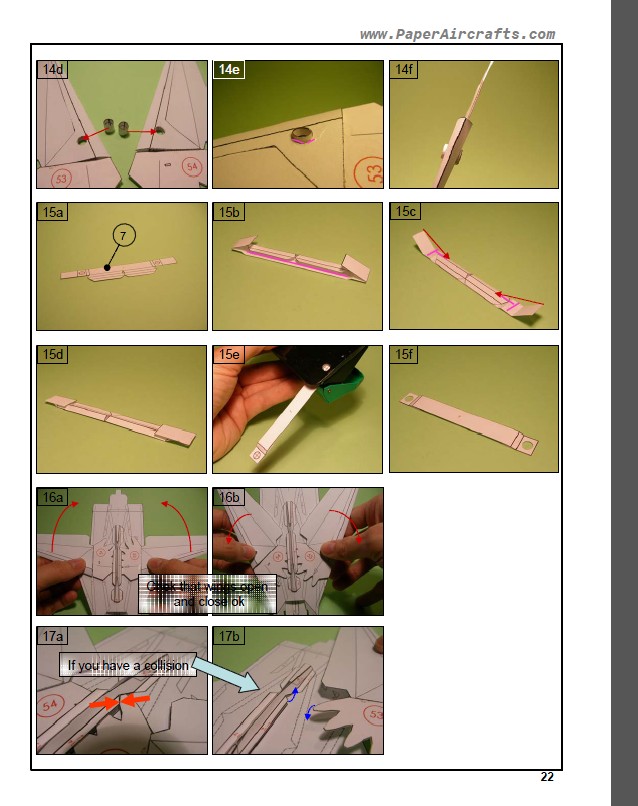 www.PaperAircrafts.com
14d
14e
14f
53
54
53
15a
15b
15c
7
15d
15e
15f
16a
16b
Check that wings open
and close ok
17a
17b
If you have a collision
54
53
22